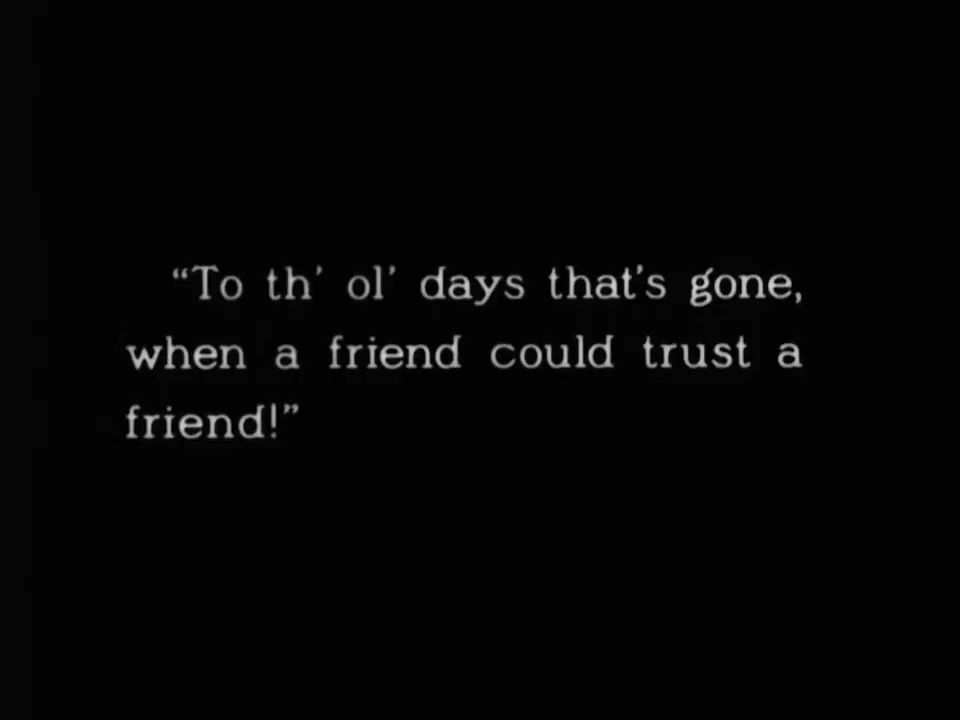 “To th’ ol’ days that’s gone,
when a friend could trust a
friend!”